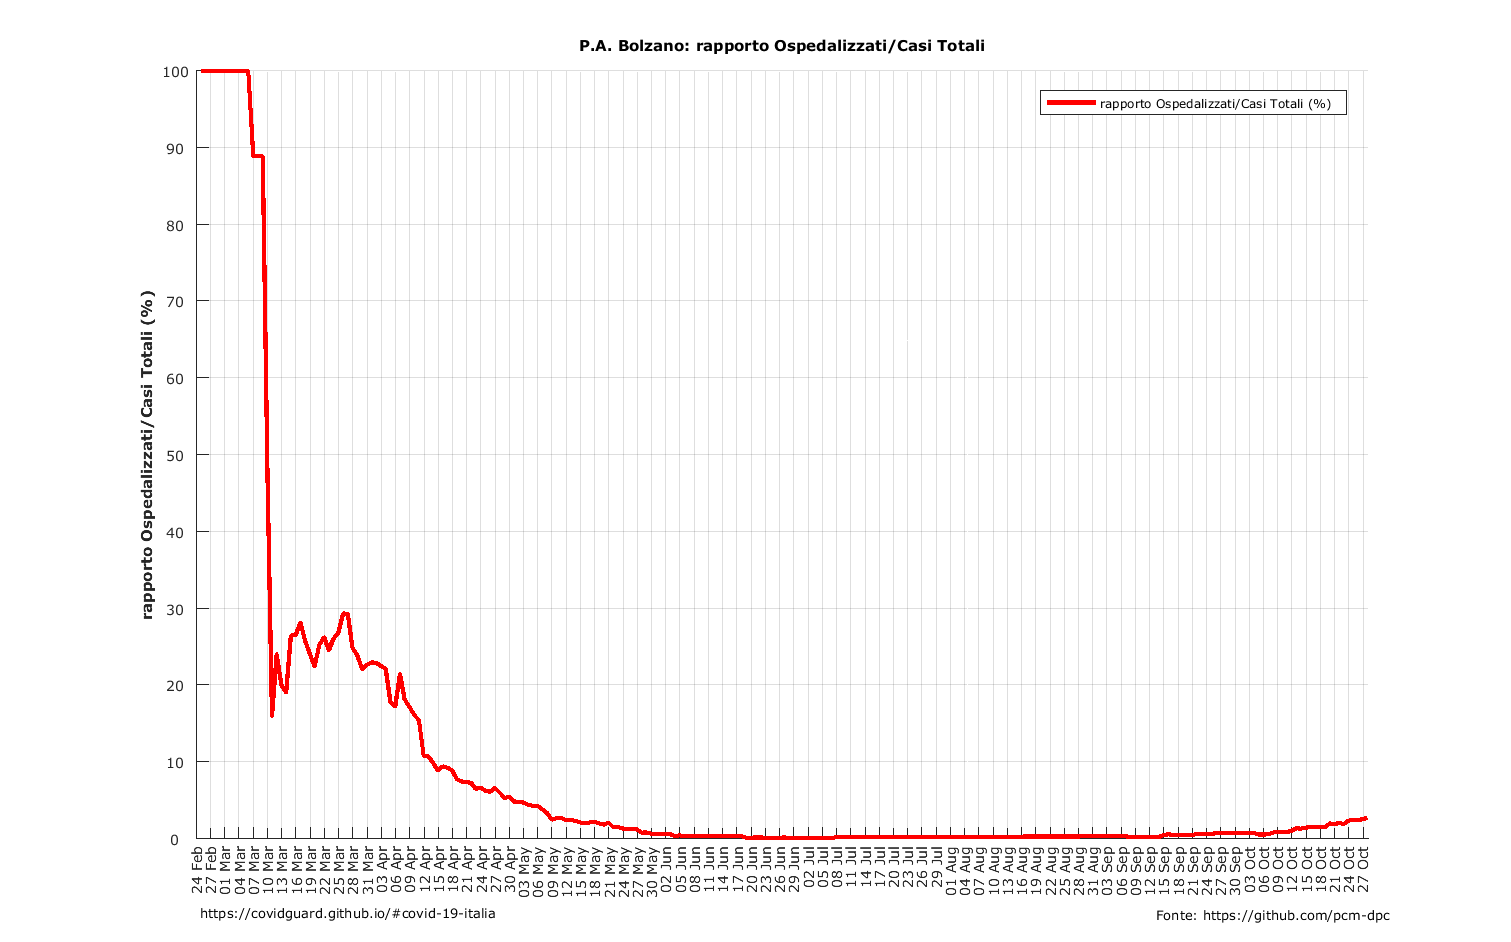 P.A. Bolzano: rapporto Ospedalizzati/Casi Totali
rapporto Ospedalizzati/Casi Totali (%)
rapporto Ospedalizzati/Casi Totali (%)
100
90
80
70
60
50
40
30
20
10
0
24 Feb
27 Feb
01 Mar
04 Mar
07 Mar
10 Mar
13 Mar
16 Mar
19 Mar
22 Mar
25 Mar
28 Mar
31 Mar
03 Apr
06 Apr
09 Apr
12 Apr
15 Apr
18 Apr
21 Apr
24 Apr
27 Apr
30 Apr
03 May
06 May
09 May
12 May
15 May
18 May
21 May
24 May
27 May
30 May
02 Jun
05 Jun
08 Jun
11 Jun
14 Jun
17 Jun
20 Jun
23 Jun
26 Jun
29 Jun
02 Jul
05 Jul
08 Jul
11 Jul
14 Jul
17 Jul
20 Jul
23 Jul
26 Jul
29 Jul
01 Aug
04 Aug
07 Aug
10 Aug
13 Aug
16 Aug
19 Aug
22 Aug
25 Aug
28 Aug
31 Aug
03 Sep
06 Sep
09 Sep
12 Sep
15 Sep
18 Sep
21 Sep
24 Sep
27 Sep
30 Sep
03 Oct
06 Oct
09 Oct
12 Oct
15 Oct
18 Oct
21 Oct
24 Oct
27 Oct
https://covidguard.github.io/#covid-19-italia
Fonte: https://github.com/pcm-dpc